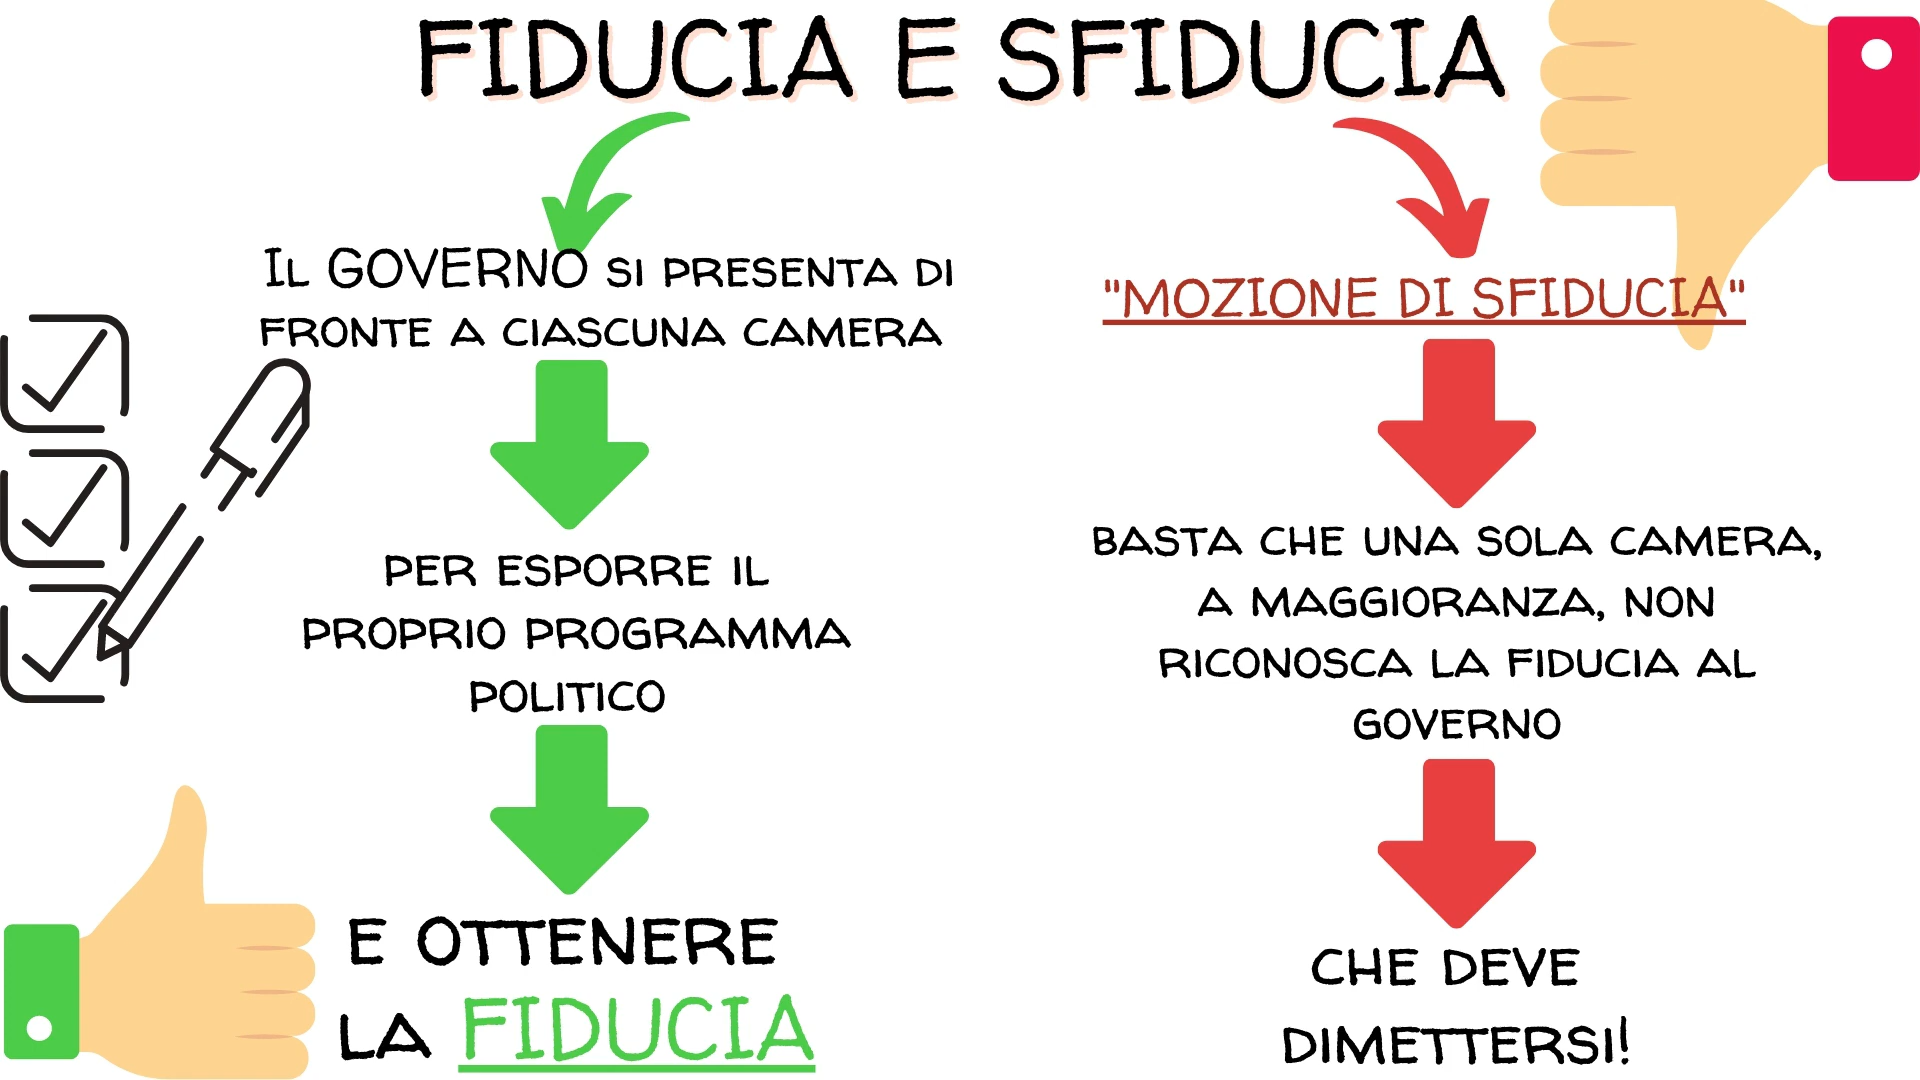 FIDUCIA E SFIDUCIA
IL GOVERNO SI PRESENTA DI
FRONTE A CIASCUNA CAMERA
PER ESPORRE IL
PROPRIO PROGRAMMA
POLITICO
E OTTENERE
LA FIDUCIA
"MOZIONE DI SFIDUCIA"
BASTA CHE UNA SOLA CAMERA,
A MAGGIORANZA, NON
RICONOSCA LA FIDUCIA AL
GOVERNO
CHE DEVE
DIMETTERSI!